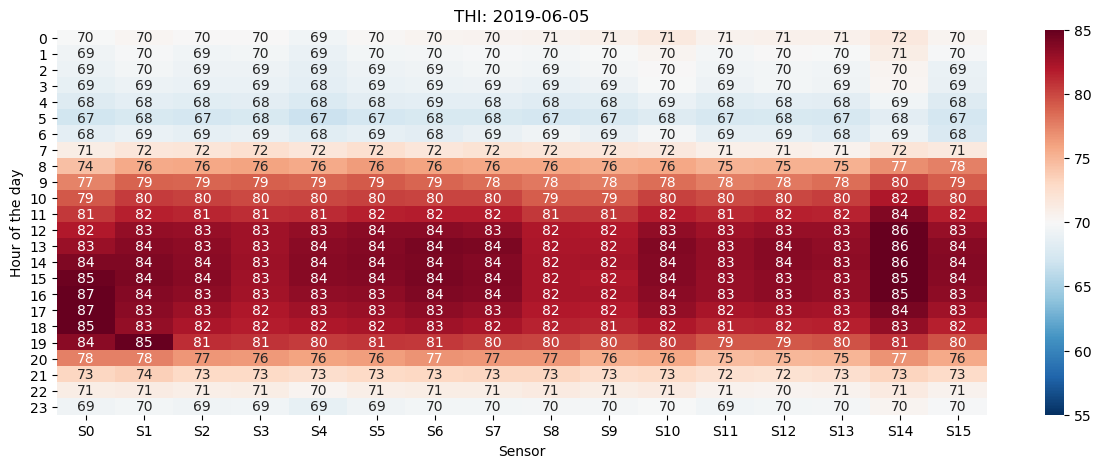 THI: 2019-06-05
0 70 70 70 70 69 70 70 70 71 71 71 71 71 71 72 70
1 69 70 69 70 69 70 70 70 70 70 70 70 70 70 71 70
2 69 70 69 69 69 69 69 70 69 69 70 69 70 69 70 69
3 69 69 69 69 68 69 69 69 69 69 70 69 70 69 70 69
4 68 68 68 68 68 68 68 68 68 68 69 68 68 68 69 68
5 67 68 67 68 67 67 68 68 67 67 68 67 68 67 68 67
6 68 69 69 69 68 69 68 69 69 69 70 69 69 68 69 68
7 71 72 72 72 72 72 72 72 72 72 72 71 71 71 72 71
8 74 76 76 76 76 76 76 76 76 76 76 75 75 75 77 78
9 77 79 79 79 79 79 79 78 78 78 78 78 78 78 80 79
10 79 80 80 80 80 80 80 80 79 79 80 80 80 80 82 80
11 81 82 81 81 81 82 82 82 81 81 82 81 82 82 84 82
12 82 83 83 83 83 84 84 83 82 82 83 83 83 83 86 83
13 83 84 84 83 84 84 84 84 82 82 84 83 84 83 86 84
14 84 84 84 83 84 84 84 84 82 82 84 83 84 83 86 84
15 85 84 84 83 84 84 84 84 82 82 84 83 84 83 85 84
16 87 84 83 83 83 83 84 84 82 82 84 83 83 83 85 83
17 87 83 83 82 83 83 83 83 82 82 83 82 83 83 84 83
18 85 83 82 82 82 82 83 82 82 81 82 81 82 82 83 82
19 84 85 81 81 80 81 81 80 80 80 80 79 79 80 81 80
20 78 78 77 76 76 76 77 77 77 76 76 75 75 75 77 76
21 73 74 73 73 73 73 73 73 73 73 73 72 72 73 73 73
22 71 71 71 71 70 71 71 71 71 71 71 71 71 71 71 71
23 69 70 69 69 69 69 70 70 70 70 70 69 70 70 70 70
S0 S1 S2 S3 S4 S5 S6 S7 S8 S9 S10 S11 S12 S13 S14 S15
Sensor
Hour of the day
85
80
75
70
65
60
55